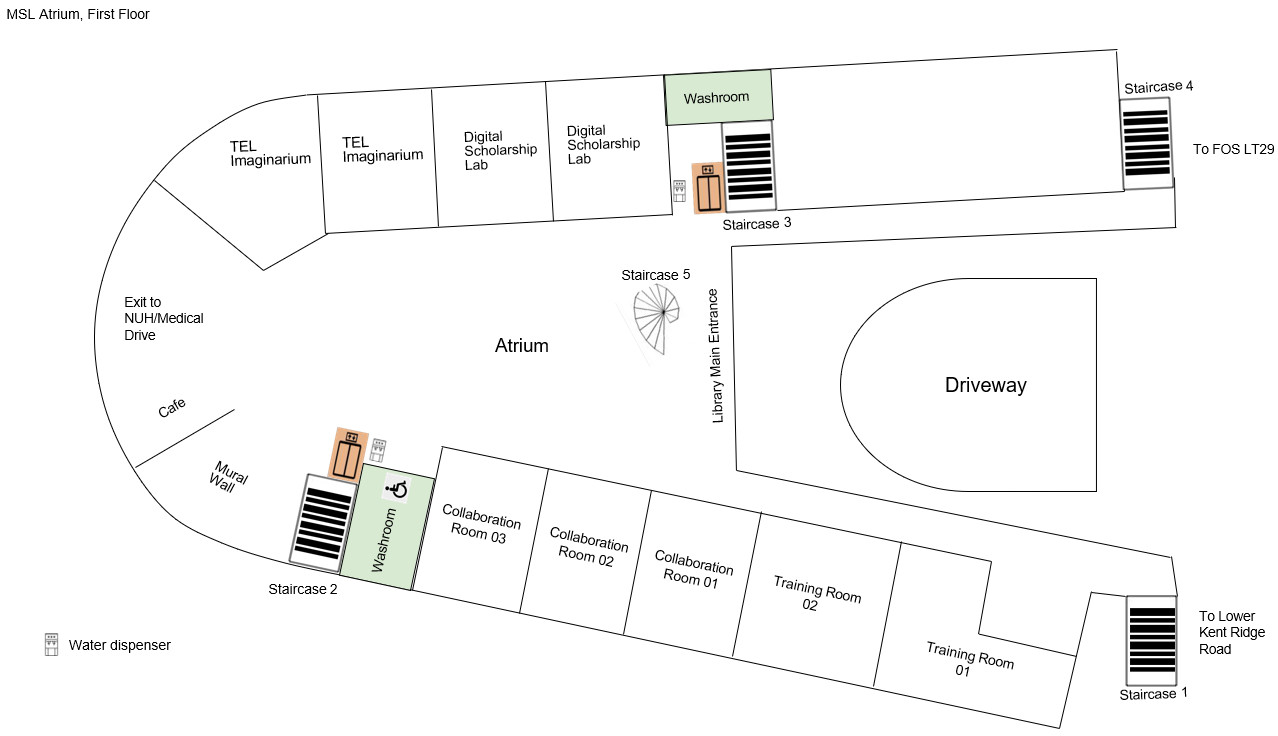 MSL Atrium, First Floor
Staircase 4
Washroom
TEL
Imaginarium
TEL
Imaginarium
Digital
Scholarship
Lab
Digital
Scholarship
Lab
To FOS LT29
Staircase 3
Staircase 5
Exit to
NUH/Medical
Drive
Atrium
Library Main Entrance
Driveway
Cafe
Mural
Wall
Washroom
Collaboration
Room 03
Collaboration
Room 02
Collaboration
Room 01
Training Room
02
Training Room
01
Staircase 2
To Lower
Kent Ridge
Road
Staircase 1
Water dispenser